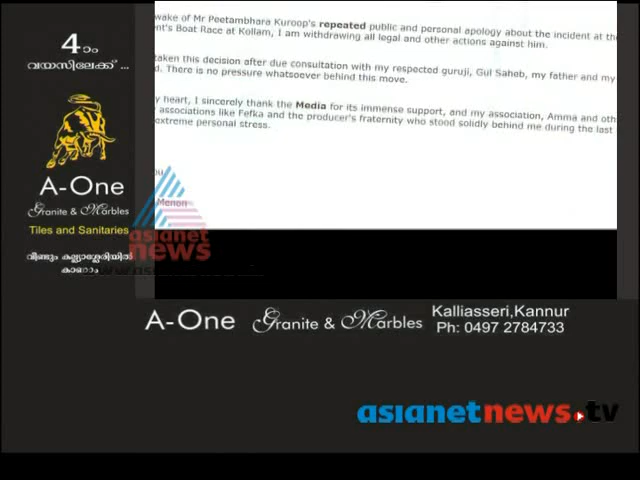 4ാം
വയസിലേക്ക് ...
A-One
Granite & Marbles
Tiles and Sanitaries
വീണ്ടും കല്ല്യാശ്ശേരിയിൽ
കാണാം
wake of Mr Peetambhara Kuroop's repeated public and personal apology about the incident at the
ent's Boat Race at Kollam, I am withdrawing all legal and other actions against him.
taken this decision after due consultation with my respected guruji, Gul Saheb, my father and my
d. There is no pressure whatsoever behind this move.
y heart, I sincerely thank the Media for its immense support, and my association, Amma and oth
associations like Fefka and the producer's fraternity who stood solidly behind me during the last
extreme personal stress.
ou
Menon
asianet
news
A-One Granite & Marbles
Kalliasseri,Kannur
Ph: 0497 2784733
asianetnews.tv